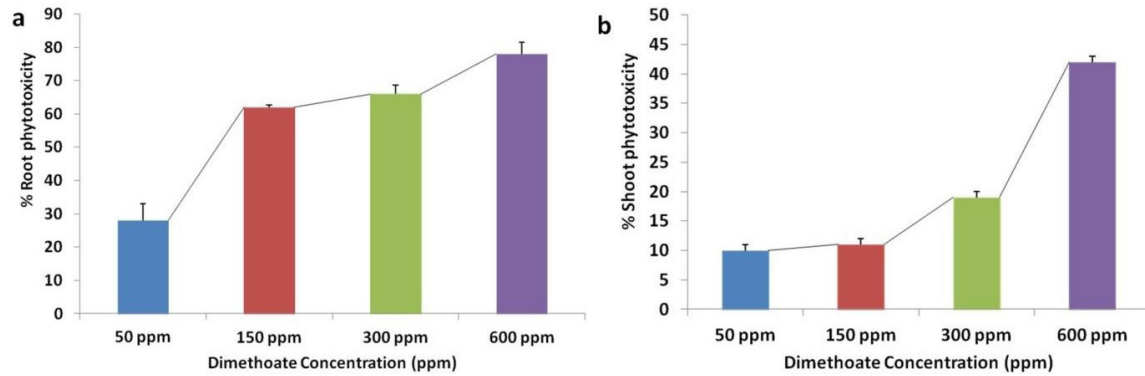 a
% Root phytotoxicity
90
80
70
60
50
40
30
20
10
0
50 ppm 150 ppm 300 ppm 600 ppm
Dimethoate Concentration (ppm)
b
% Shoot phytotoxicity
50
45
40
35
30
25
20
15
10
5
0
50 ppm 150 ppm 300 ppm 600 ppm
Dimethoate Concentration (ppm)